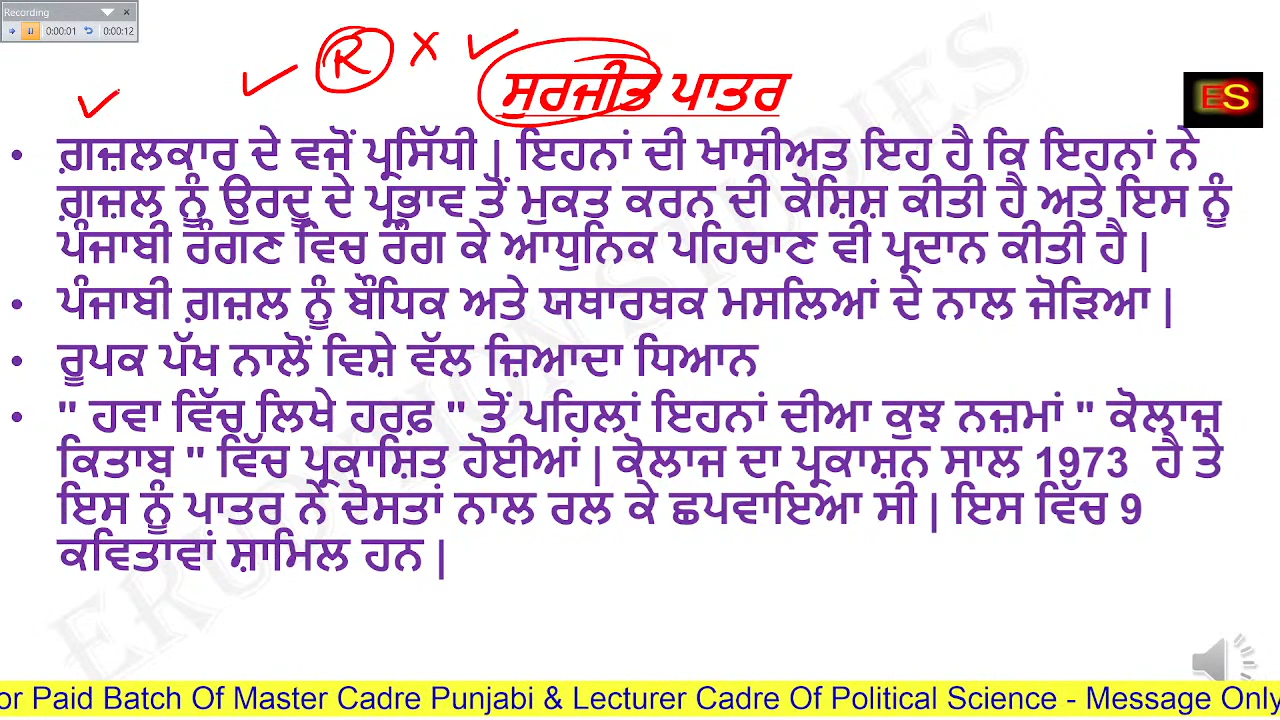 Recording
0:00:01
0:00:12
R ×
ਸੁਰਜੀਤ ਪਾਤਰ
ES
• ਗ਼ਜ਼ਲਕਾਰ ਦੇ ਵਜੋਂ ਪ੍ਰਸਿੱਧੀ | ਇਹਨਾਂ ਦੀ ਖਾਸੀਅਤ ਇਹ ਹੈ ਕਿ ਇਹਨਾਂ ਨੇ
ਗ਼ਜ਼ਲ ਨੂੰ ਉਰਦੂ ਦੇ ਪ੍ਰਭਾਵ ਤੋਂ ਮੁਕਤ ਕਰਨ ਦੀ ਕੋਸ਼ਿਸ਼ ਕੀਤੀ ਹੈ ਅਤੇ ਇਸ ਨੂੰ
ਪੰਜਾਬੀ ਰੰਗਣ ਵਿਚ ਰੰਗ ਕੇ ਆਧੁਨਿਕ ਪਹਿਚਾਣ ਵੀ ਪ੍ਰਦਾਨ ਕੀਤੀ ਹੈ |
• ਪੰਜਾਬੀ ਗ਼ਜ਼ਲ ਨੂੰ ਬੌਧਿਕ ਅਤੇ ਯਥਾਰਥਕ ਮਸਲਿਆਂ ਦੇ ਨਾਲ ਜੋੜਿਆ |
• ਰੂਪਕ ਪੱਖ ਨਾਲੋਂ ਵਿਸ਼ੇ ਵੱਲ ਜ਼ਿਆਦਾ ਧਿਆਨ
• " ਹਵਾ ਵਿੱਚ ਲਿਖੇ ਹਰਫ਼ " ਤੋਂ ਪਹਿਲਾਂ ਇਹਨਾਂ ਦੀਆ ਕੁਝ ਨਜ਼ਮਾਂ " ਕੋਲਾਜ਼
ਕਿਤਾਬ " ਵਿੱਚ ਪ੍ਰਕਾਸ਼ਿਤ ਹੋਈਆਂ | ਕੋਲਾਜ ਦਾ ਪ੍ਰਕਾਸ਼ਨ ਸਾਲ 1973 ਹੈ ਤੇ
ਇਸ ਨੂੰ ਪਾਤਰ ਨੇ ਦੋਸਤਾਂ ਨਾਲ ਰਲ ਕੇ ਛਪਵਾਇਆ ਸੀ | ਇਸ ਵਿੱਚ 9
ਕਵਿਤਾਵਾਂ ਸ਼ਾਮਿਲ ਹਨ |
ERUDITION STUDIES
or Paid Batch Of Master Cadre Punjabi & Lecturer Cadre Of Political Science - Message Only